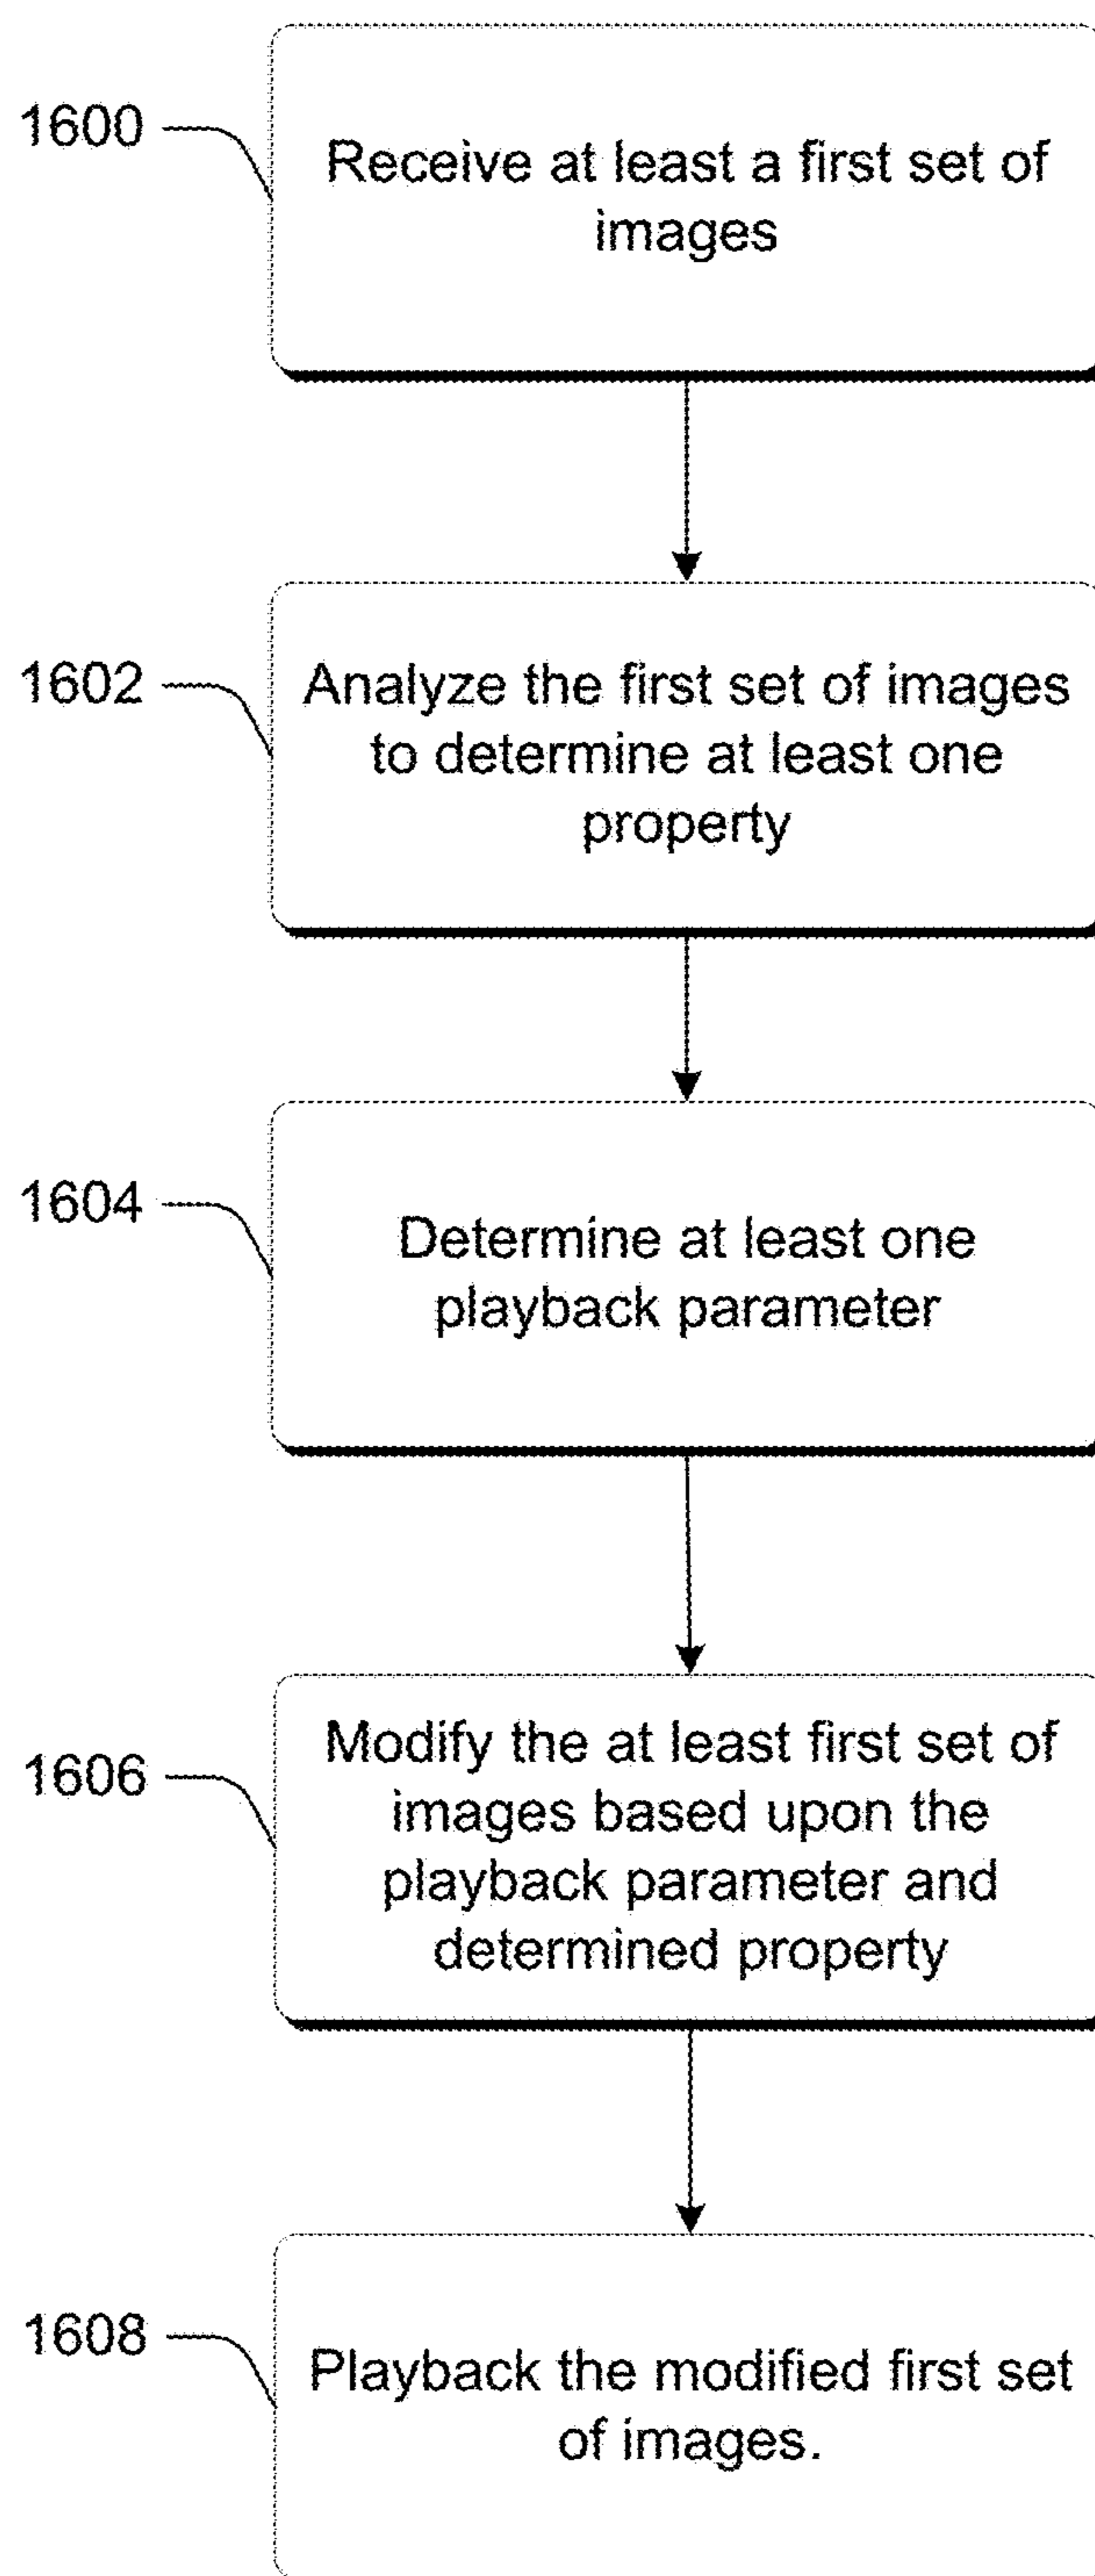 1600
Receive at least a first set of
images
1602
Analyze the first set of images
to determine at least one
property
1604
Determine at least one
playback parameter
1606
Modify the at least first set of
images based upon the
playback parameter and
determined property
1608
Playback the modified first set
of images.